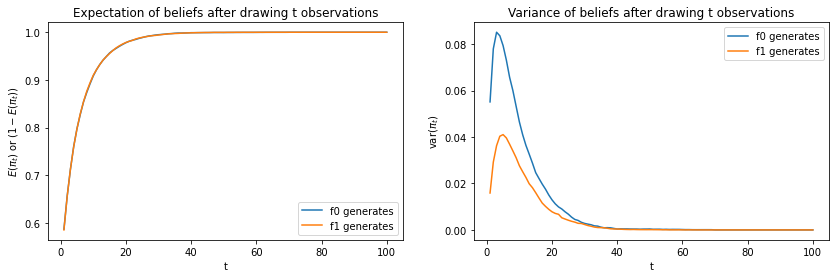 Expectation of beliefs after drawing t observations
E(π_t) or (1 − E(π_t))
1.0
0.9
0.8
0.7
0.6
0 20 40 60 80 100
t
f0 generates
f1 generates
Variance of beliefs after drawing t observations
var(π_t)
0.08
0.06
0.04
0.02
0.00
0 20 40 60 80 100
t
f0 generates
f1 generates